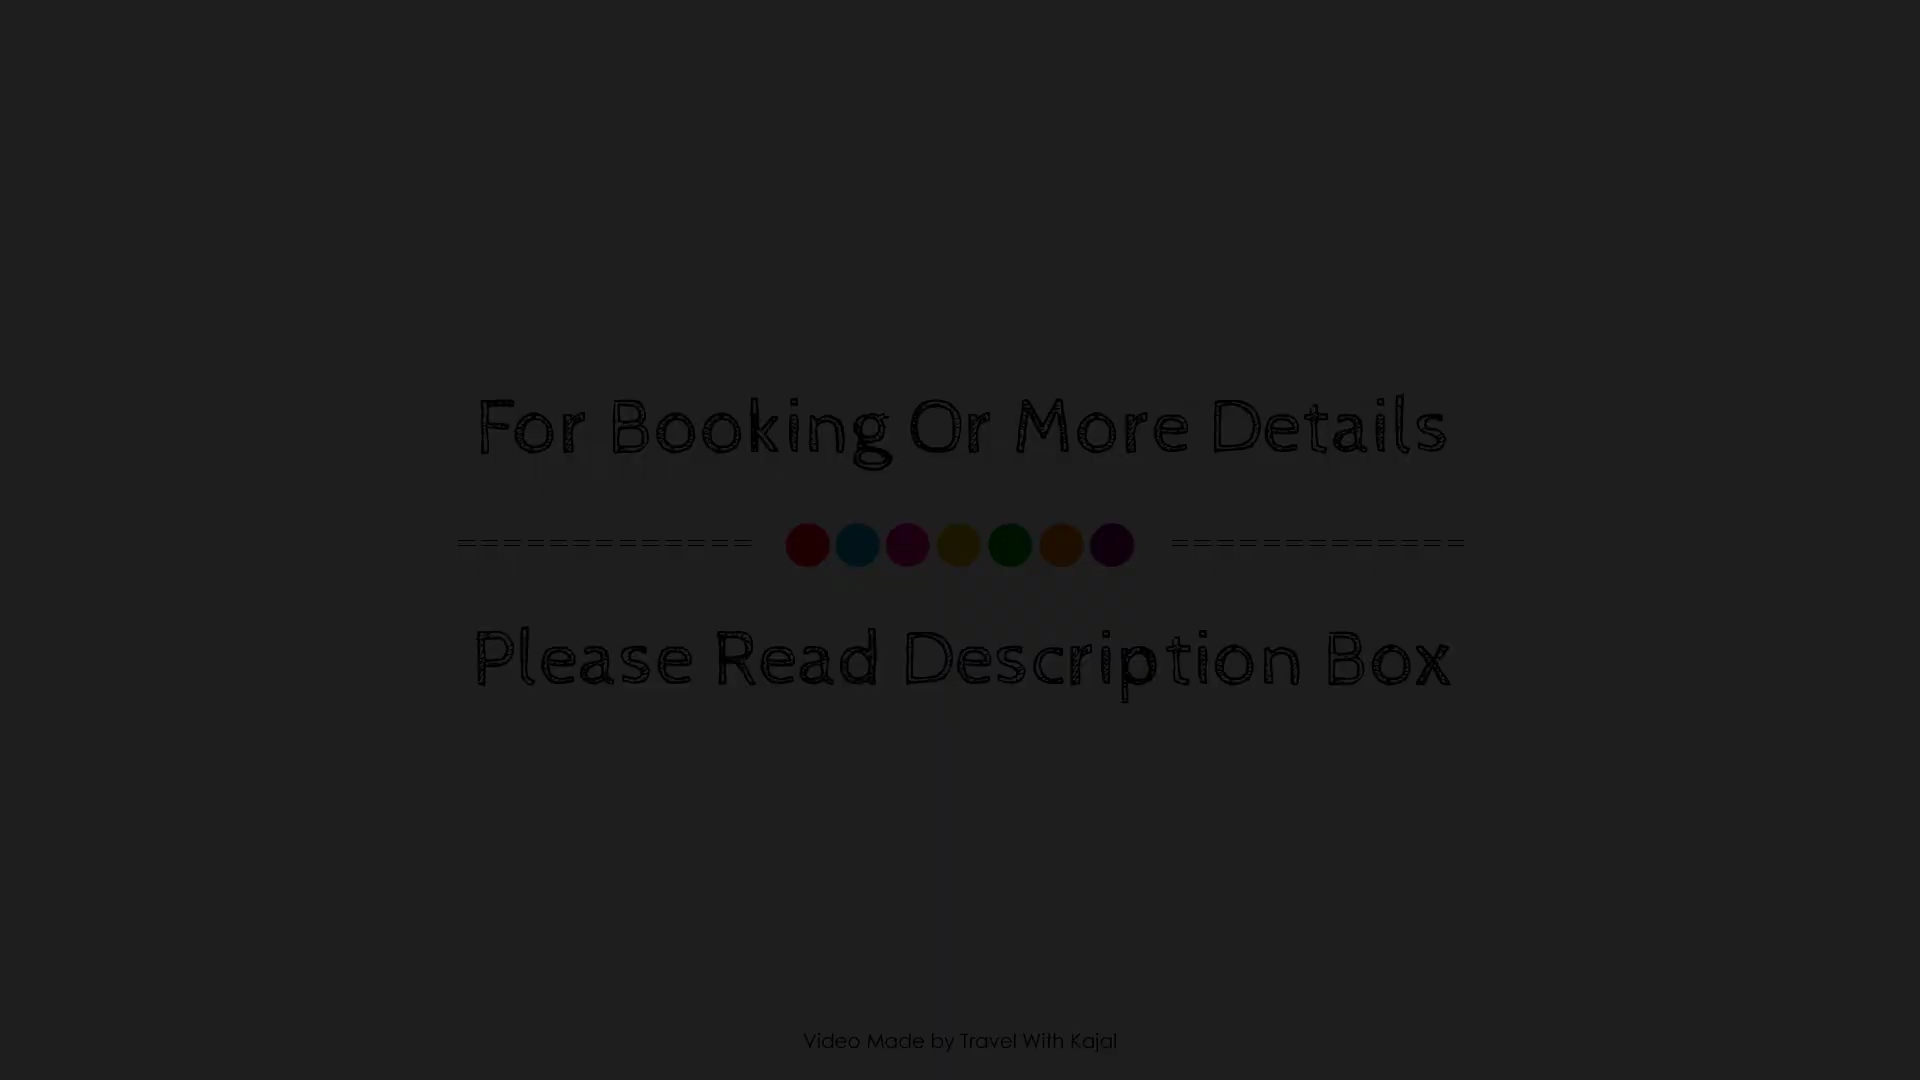 For Booking Or More Details
============= =============
Please Read Description Box
Video Made by Travel With Kajal